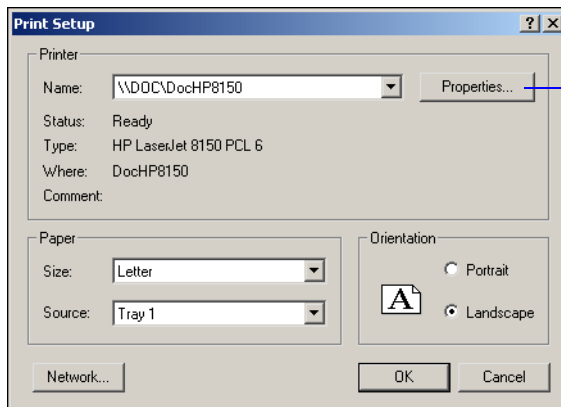 Print Setup
Printer
Name: \\DOC\DocHP8150 Properties...
Status: Ready
Type: HP LaserJet 8150 PCL 6
Where: DocHP8150
Comment:
Paper
Size: Letter
Source: Tray 1
Orientation
A
Portrait
Landscape
Network... OK Cancel